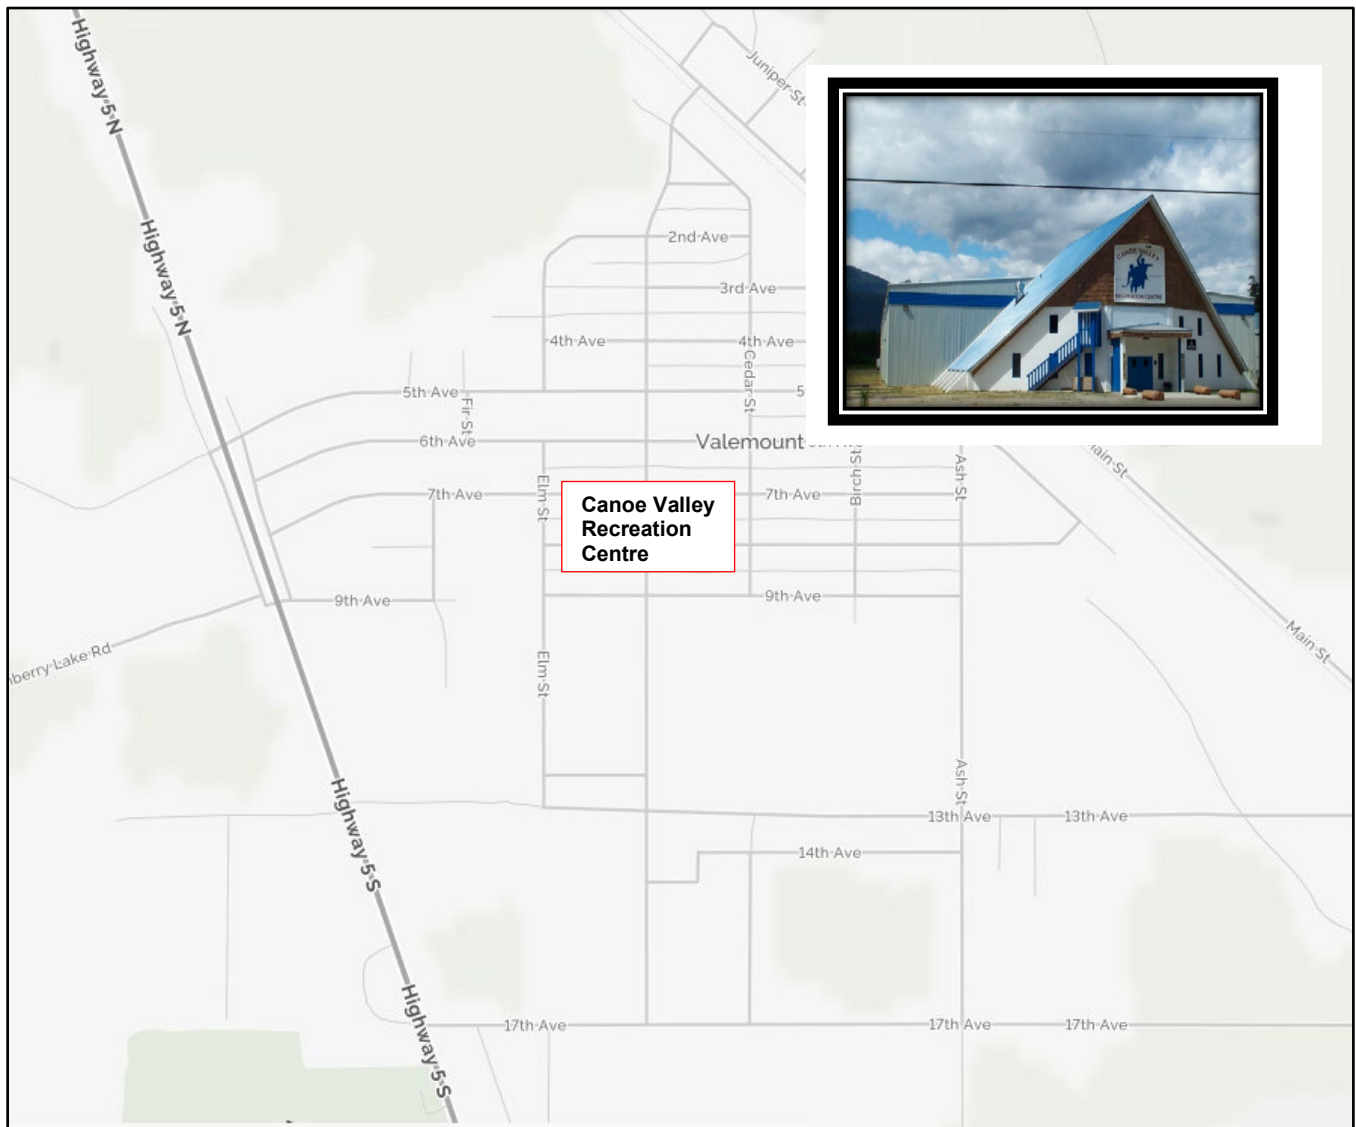 Highway 5 N
Juniper St
Highway 5 N
2nd Ave
3rd Ave
4th Ave
4th Ave
Cedar St
5th Ave
5
Fir St
6th Ave
Valemount
Main St
CANOE VALLEY
RECREATION CENTRE
7th Ave
Elm St
Canoe Valley
Recreation
Centre
7th Ave
Birch St
Ash St
9th Ave
9th Ave
Elm St
berry Lake Rd
Main St
Highway 5 S
Ash St
13th Ave
13th Ave
14th Ave
Highway 5 S
17th Ave
17th Ave
17th Ave